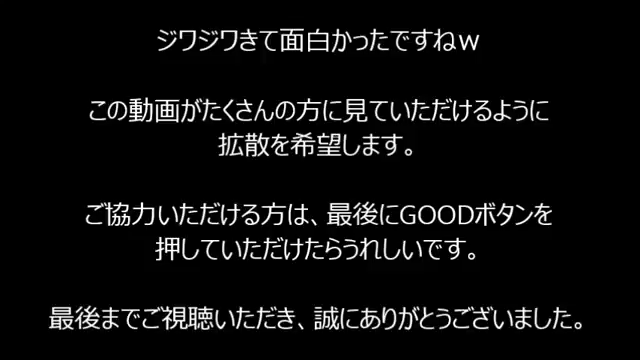 ジワジワきて面白かったですねｗ
この動画がたくさんの方に見ていただけるように
拡散を希望します。
ご協力いただける方は、最後にGOODボタンを
押していただけたらうれしいです。
最後までご視聴いただき、誠にありがとうございました。